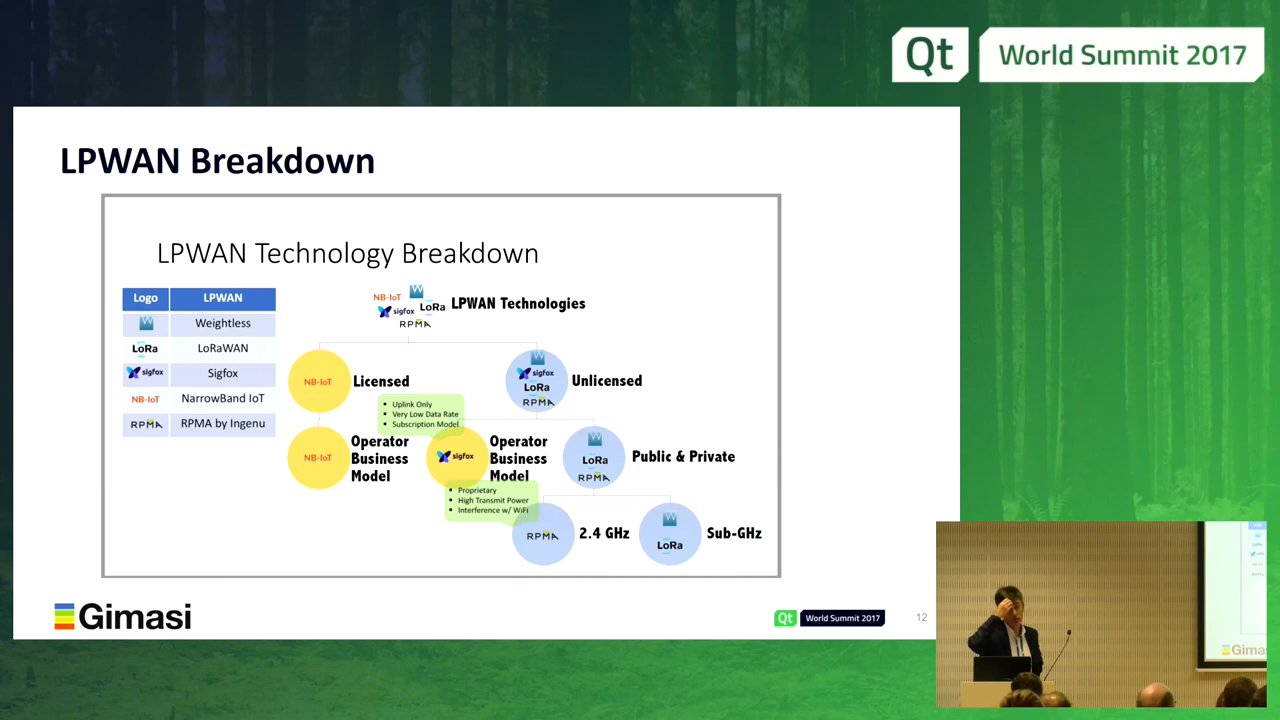 Qt World Summit 2017
LPWAN Breakdown
LPWAN Technology Breakdown
Logo LPWAN
W Weightless
LoRa LoRaWAN
sigfox Sigfox
NB-IoT NarrowBand IoT
RPMA RPMA by Ingenu
W
NB-IoT
sigfox LoRa
RPMA
LPWAN Technologies
NB-IoT
Licensed
W
sigfox
LoRa
RPMA
Unlicensed
▪ Uplink Only
▪ Very Low Data Rate
▪ Subscription Model
NB-IoT
Operator
Business
Model
sigfox
Operator
Business
Model
W
LoRa
RPMA
Public & Private
▪ Proprietary
▪ High Transmit Power
▪ Interference w/ WiFi
RPMA
2.4 GHz
W
LoRa
Sub-GHz
Gimasi
Qt World Summit 2017
12
Gimasi